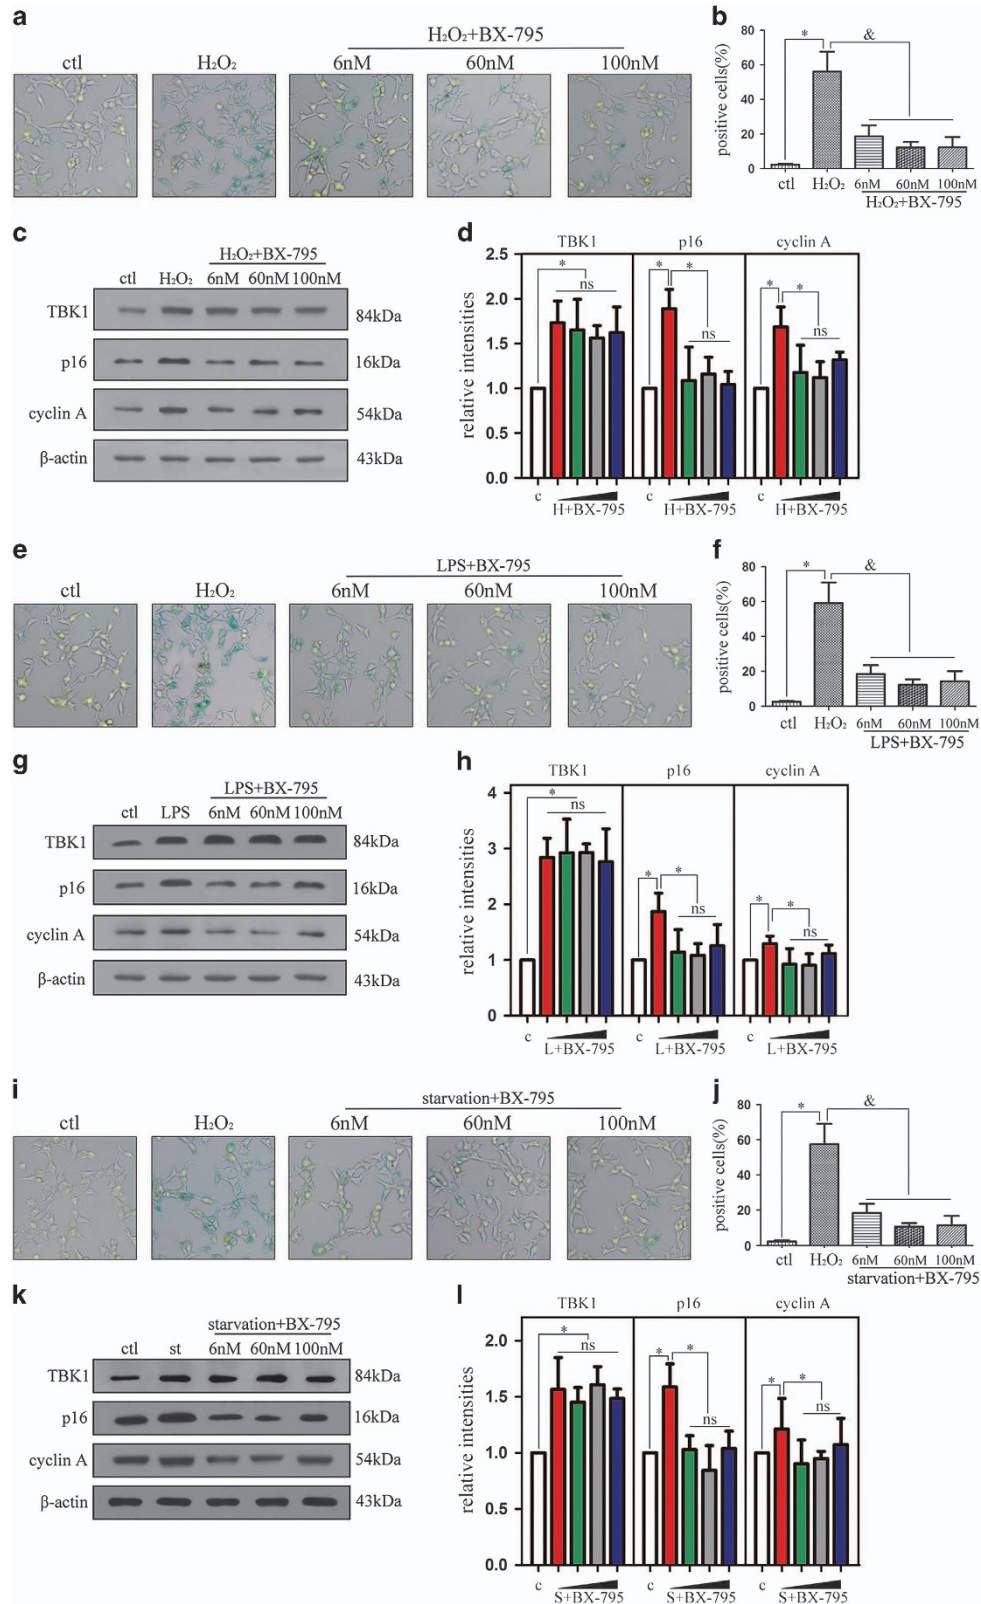 a
H₂O₂+BX-795
ctl H₂O₂ 6nM 60nM 100nM
b
positive cells(%)
80
60
40
20
0
* &
ctl H₂O₂ 6nM 60nM 100nM
H₂O₂+BX-795
c
H₂O₂+BX-795
ctl H₂O₂ 6nM 60nM 100nM
TBK1 84kDa
p16 16kDa
cyclin A 54kDa
β-actin 43kDa
d
TBK1 p16 cyclin A
relative intensities
2.5
2.0
1.5
1.0
0.5
0.0
* ns * * ns * * ns
c H+BX-795 c H+BX-795 c H+BX-795
e
LPS+BX-795
ctl H₂O₂ 6nM 60nM 100nM
f
positive cells(%)
80
60
40
20
0
* &
ctl H₂O₂ 6nM 60nM 100nM
LPS+BX-795
g
LPS+BX-795
ctl LPS 6nM 60nM 100nM
TBK1 84kDa
p16 16kDa
cyclin A 54kDa
β-actin 43kDa
h
TBK1 p16 cyclin A
relative intensities
4
3
2
1
0
* ns * * ns * * ns
c L+BX-795 c L+BX-795 c L+BX-795
i
starvation+BX-795
ctl H₂O₂ 6nM 60nM 100nM
j
positive cells(%)
80
60
40
20
0
* &
ctl H₂O₂ 6nM 60nM 100nM
starvation+BX-795
k
starvation+BX-795
ctl st 6nM 60nM 100nM
TBK1 84kDa
p16 16kDa
cyclin A 54kDa
β-actin 43kDa
l
TBK1 p16 cyclin A
relative intensities
2.0
1.5
1.0
0.5
0.0
* ns * * ns * * ns
c S+BX-795 c S+BX-795 c S+BX-795